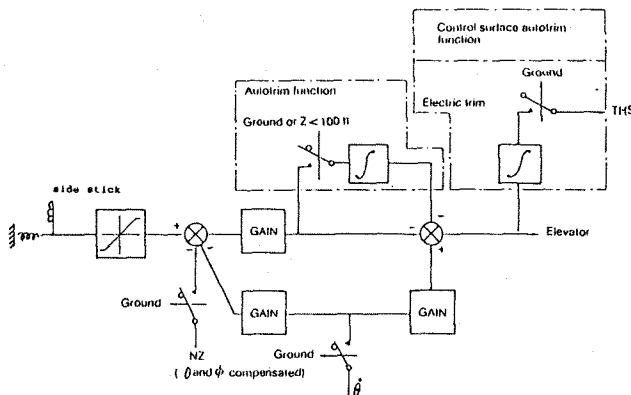 Control surface autotrim
function
Ground
Autotrim function
Electric trim
THS
Ground or Z < 100 ft
side stick
GAIN
Elevator
Ground
GAIN
GAIN
NZ
Ground
( θ and ϕ compensated)
θ̇